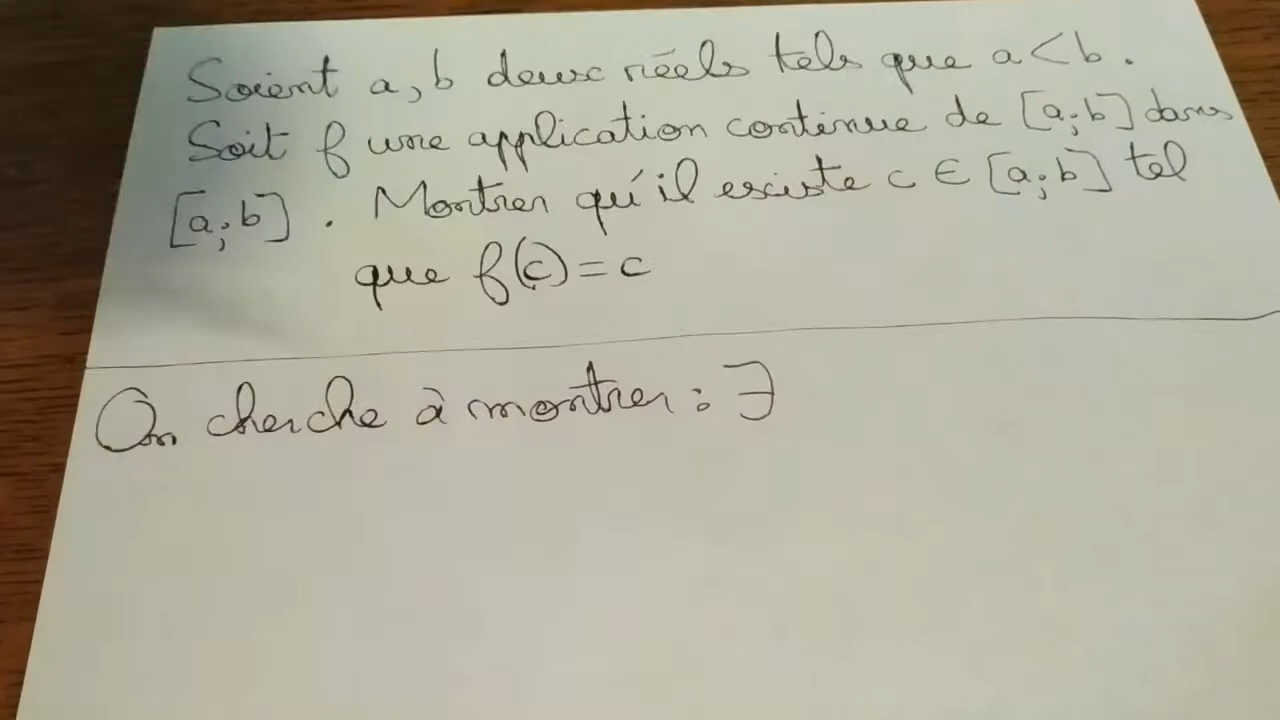 Soient a, b deux réels tels que a < b.
Soit f une application continue de [a;b] dans
[a;b]. Montrer qu'il existe c ∈ [a;b] tel
que f(c) = c
On cherche à montrer : ∃